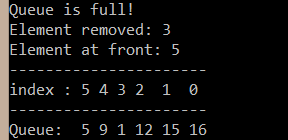 Queue is full!
Element removed: 3
Element at front: 5
----------------------
index : 5 4 3 2  1  0
----------------------
Queue:  5 9 1 12 15 16